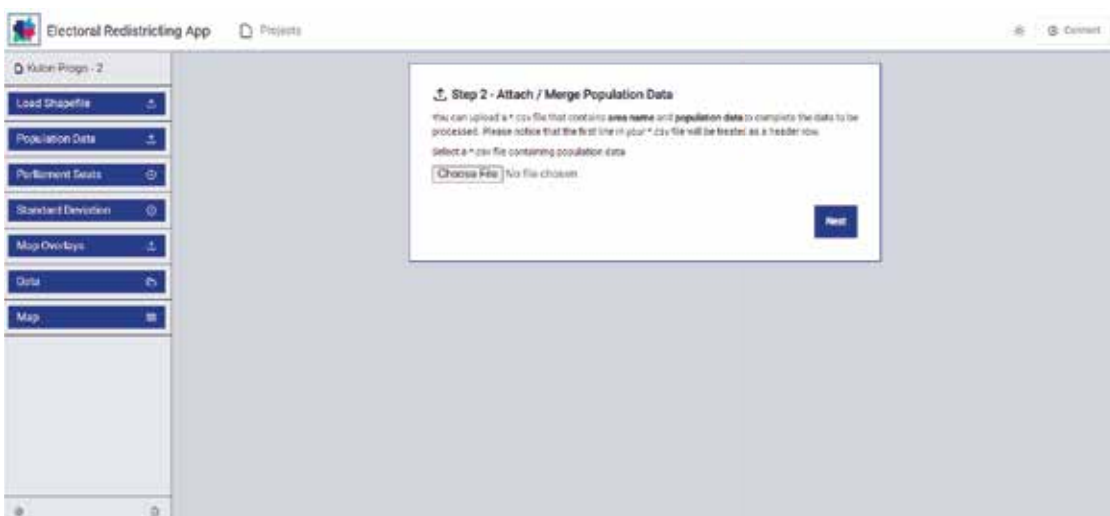 Electoral Redistricting App
Projects
Connect
Kulon Progo - 2
Load Shapefile
Population Data
Parliament Seats
Standard Deviation
Map Overlays
Data
Map
Step 2 - Attach / Merge Population Data
You can upload a *.csv file that contains area name and population data to complete the data to be
processed. Please notice that the first line in your *.csv file will be treated as a header row.
Select a *.csv file containing population data
Choose File No file chosen
Next